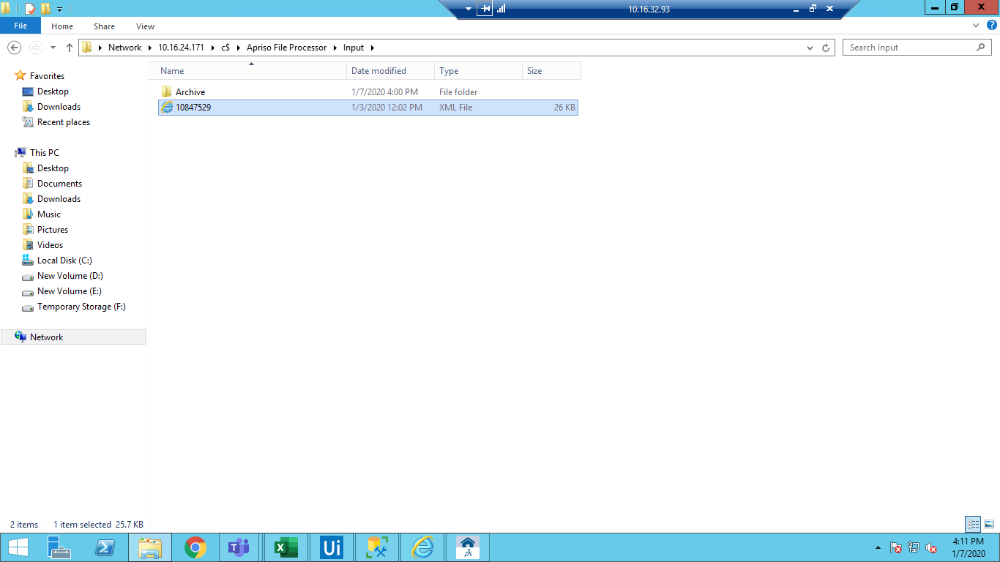 10.16.32.93
File Home Share View
Network 10.16.24.171 c$ Apriso File Processor Input
Search Input
Name Date modified Type Size
Archive 1/7/2020 4:00 PM File folder
10847529 1/3/2020 12:02 PM XML File 26 KB
Favorites
Desktop
Downloads
Recent places
This PC
Desktop
Documents
Downloads
Music
Pictures
Videos
Local Disk (C:)
New Volume (D:)
New Volume (E:)
Temporary Storage (F:)
Network
2 items 1 item selected 25.7 KB
Ui
4:11 PM
1/7/2020